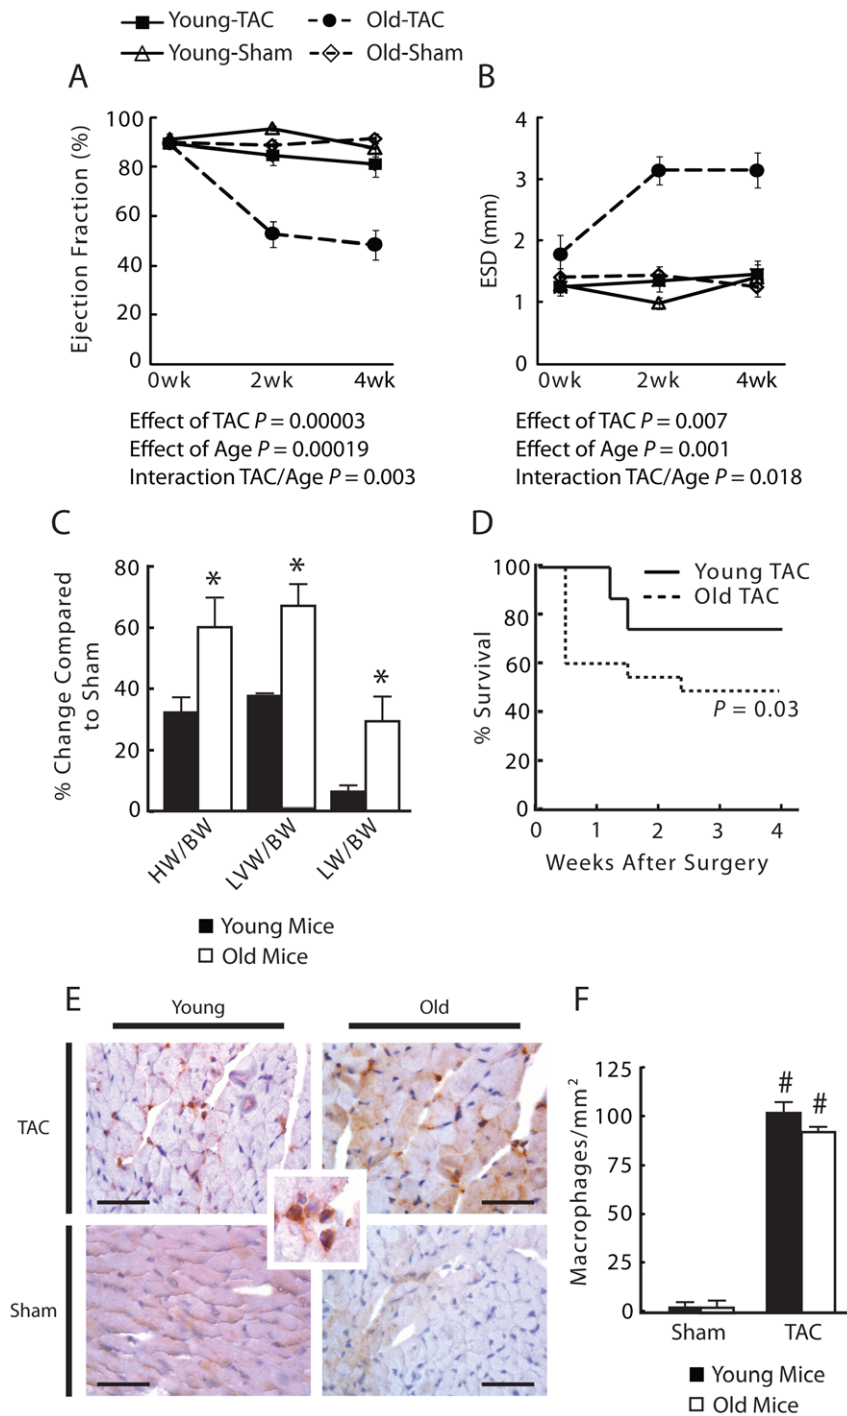 Young-TAC Old-TAC
Young-Sham Old-Sham
A
Ejection Fraction (%)
100
80
60
40
20
0
0wk 2wk 4wk
Effect of TAC P = 0.00003
Effect of Age P = 0.00019
Interaction TAC/Age P = 0.003
B
ESD (mm)
4
3
2
1
0
0wk 2wk 4wk
Effect of TAC P = 0.007
Effect of Age P = 0.001
Interaction TAC/Age P = 0.018
C
% Change Compared
to Sham
80
60
40
20
0
* * *
HW/BW LVW/BW LW/BW
Young Mice
Old Mice
D
% Survival
100
80
60
40
20
0
Young TAC
Old TAC
P = 0.03
0 1 2 3 4
Weeks After Surgery
E
Young Old
TAC
Sham
F
Macrophages/mm²
125
100
75
50
25
0
# #
Sham TAC
Young Mice
Old Mice